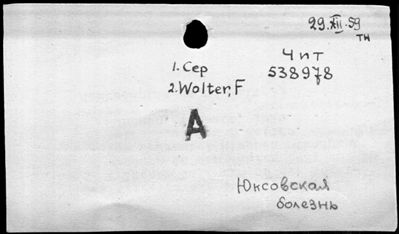 29.XII.59
ТН
Чит
1. Сер
538978
2. Wolter, F
А
Юксовская
болезнь